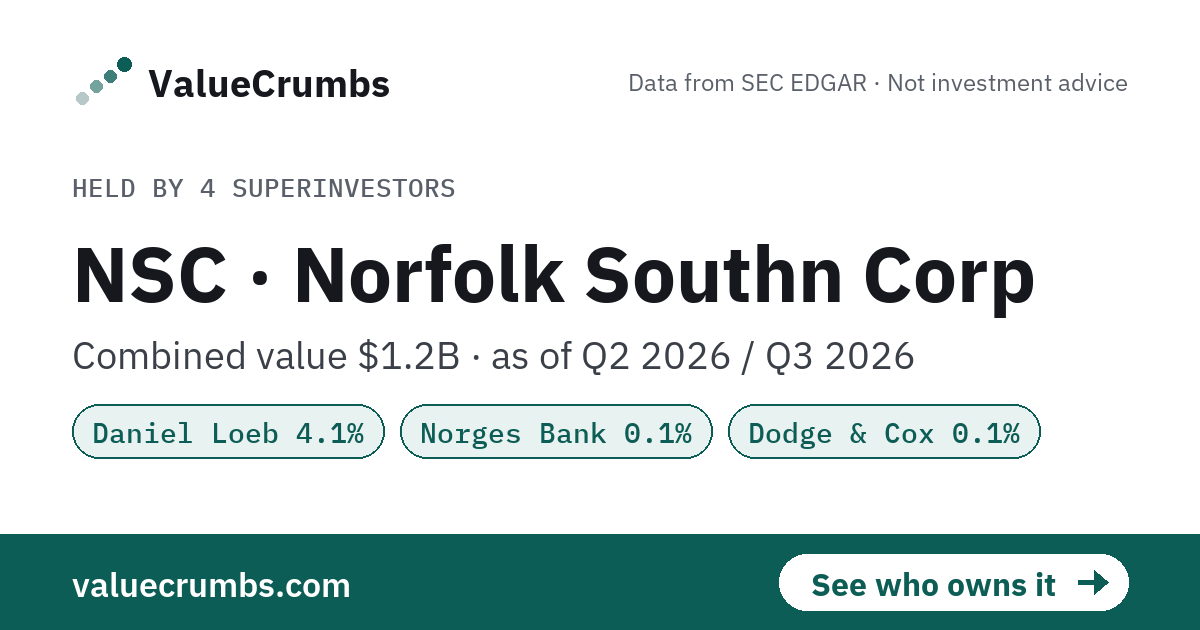 ValueCrumbs
Data from SEC EDGAR · Not investment advice
HELD BY 4 SUPERINVESTORS
NSC · Norfolk Southn Corp
Combined value $1.2B · as of Q2 2026 / Q3 2026
Daniel Loeb 4.1% Norges Bank 0.1% Dodge & Cox 0.1%
valuecrumbs.com
See who owns it →